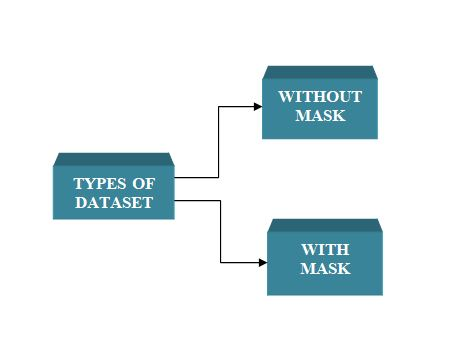 WITHOUT
MASK
TYPES OF
DATASET
WITH
MASK